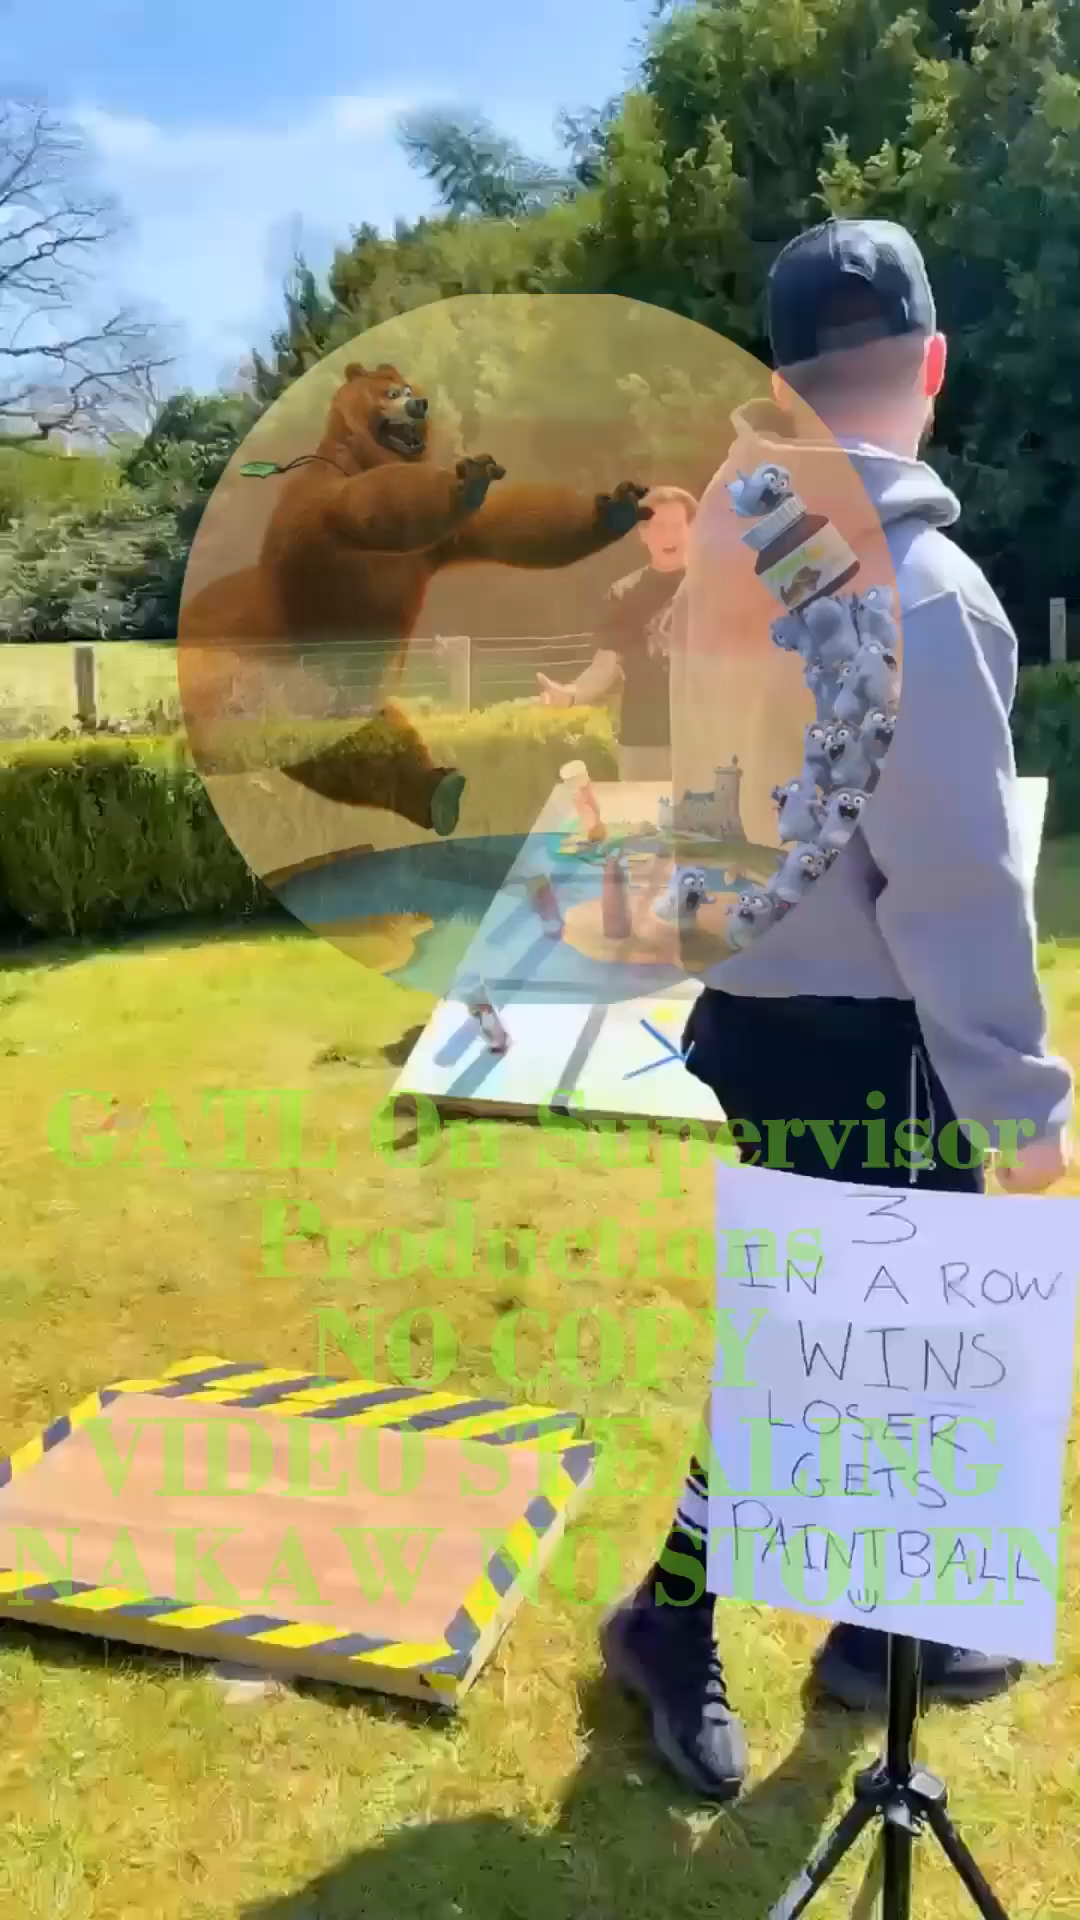 GATL On Supervisor
Productions
NO COPY
VIDEO STEALING
NAKAW NO STOLEN
3
IN A ROW
WINS
LOSER
GETS
PAINTBALL